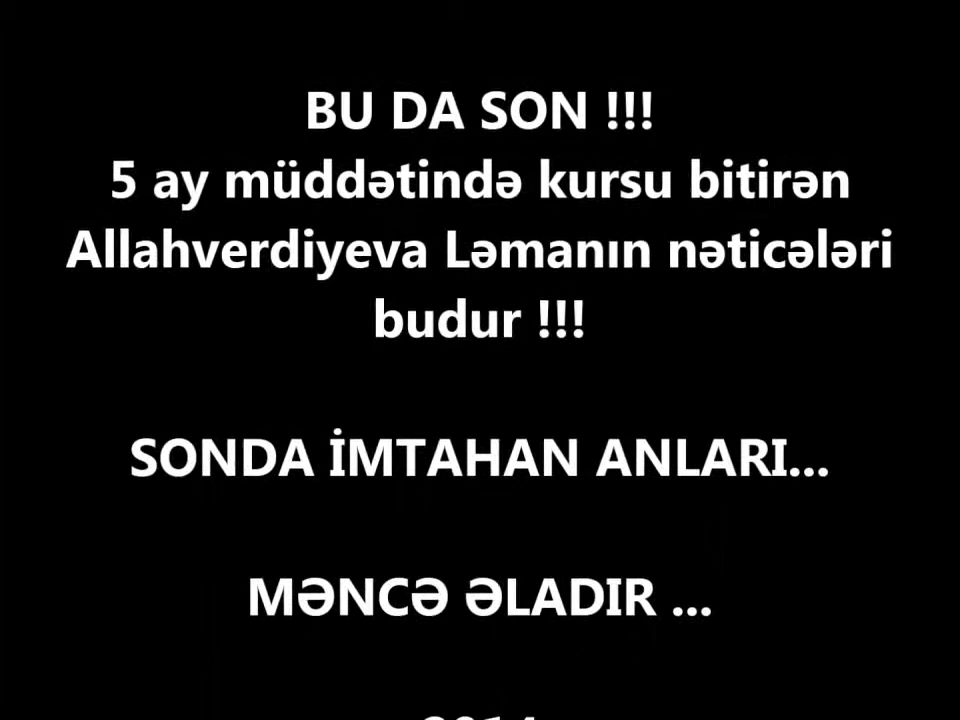 BU DA SON !!!
5 ay müddətində kursu bitirən
Allahverdiyeva Ləmanın nəticələri
budur !!!
SONDA İMTAHAN ANLARI...
MƏNCƏ ƏLADIR ...